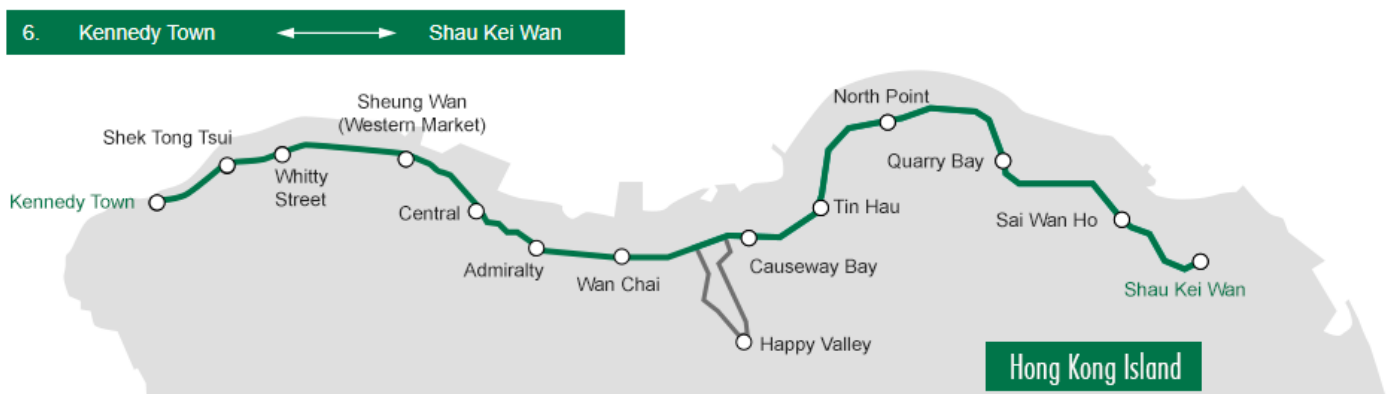 6. Kennedy Town Shau Kei Wan
Sheung Wan
(Western Market)
North Point
Shek Tong Tsui
Quarry Bay
Whitty
Street
Kennedy Town
Central
Tin Hau
Sai Wan Ho
Admiralty
Causeway Bay
Wan Chai
Shau Kei Wan
Happy Valley
Hong Kong Island